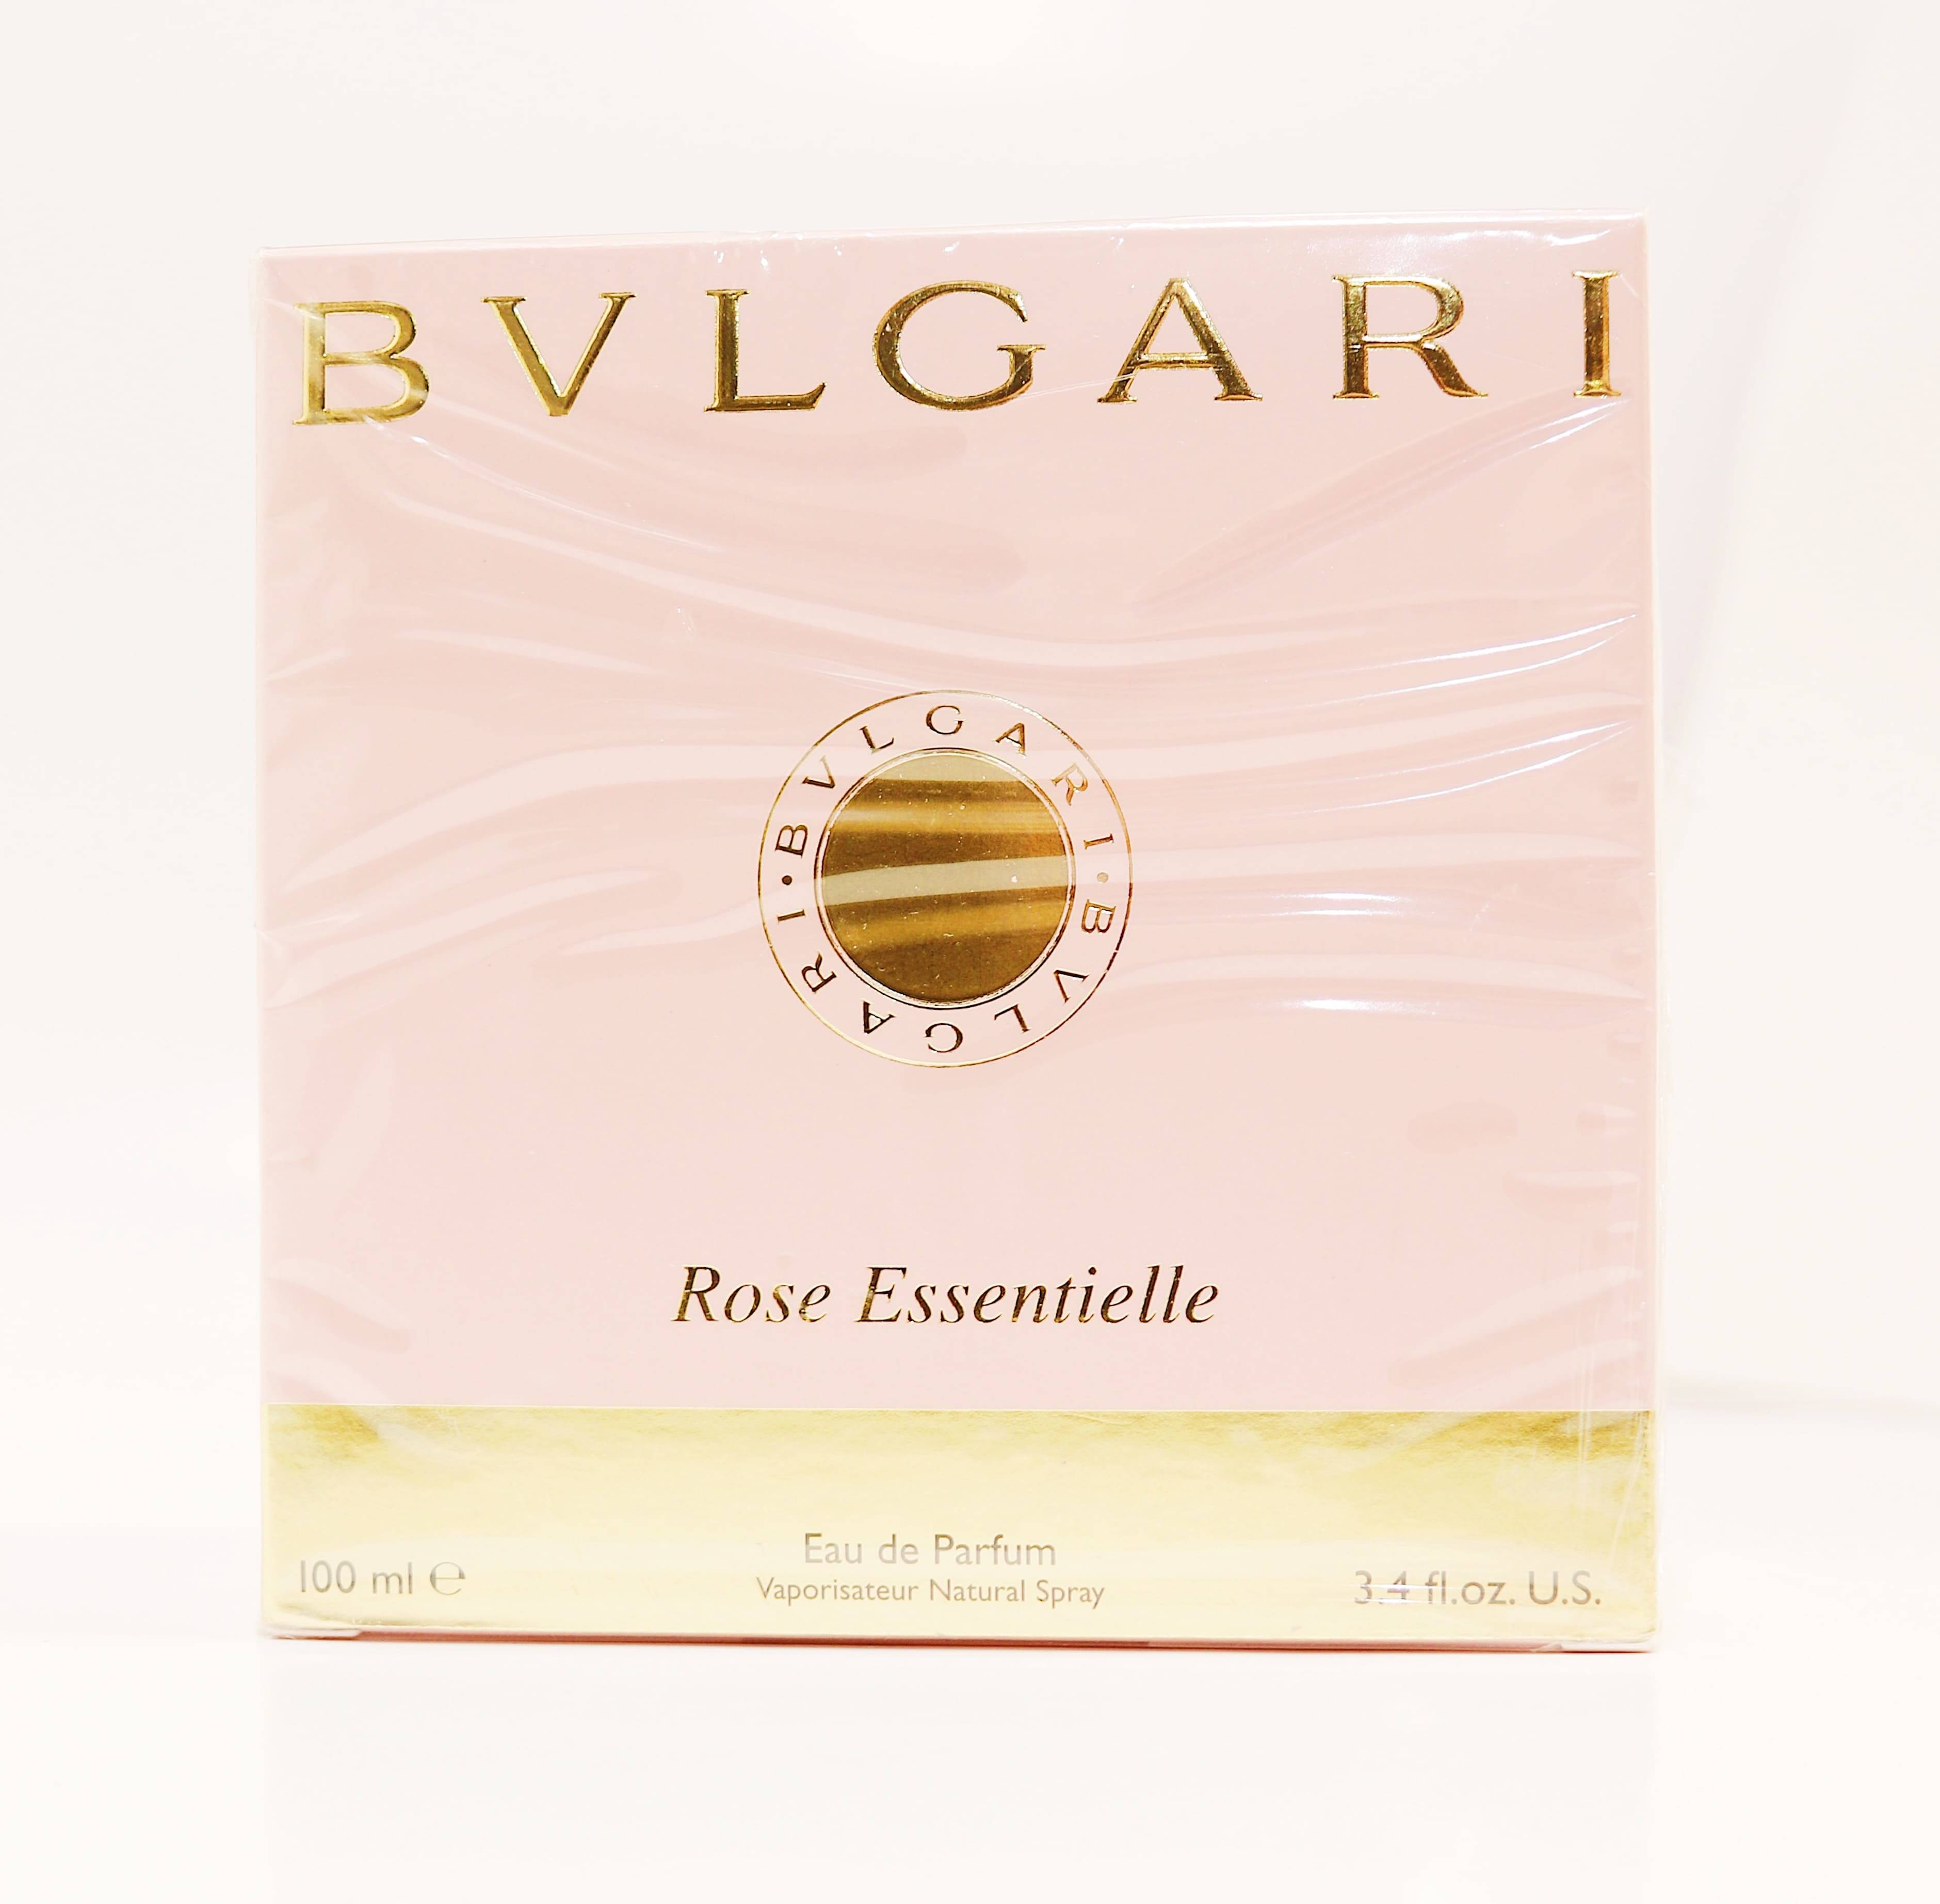 BVLGARI
BVLGARI • BVLGARI •
Rose Essentielle
Eau de Parfum
100 ml ℮
Vaporisateur Natural Spray
3.4 fl.oz. U.S.